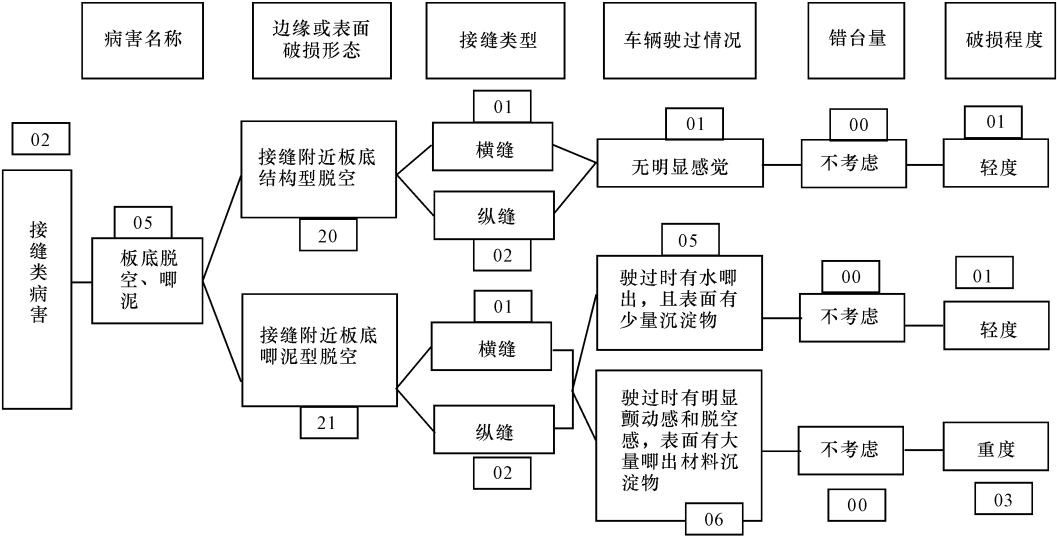 病害名称
边缘或表面
破损形态
接缝类型
车辆驶过情况
错台量
破损程度
02
接
缝
类
病
害
05
板底脱
空、唧
泥
接缝附近板底
结构型脱空
20
01
横缝
纵缝
02
01
无明显感觉
00
不考虑
01
轻度
接缝附近板底
唧泥型脱空
21
01
横缝
纵缝
02
05
驶过时有水唧
出，且表面有
少量沉淀物
00
不考虑
01
轻度
驶过时有明显
颤动感和脱空
感，表面有大
量唧出材料沉
淀物
06
不考虑
00
重度
03